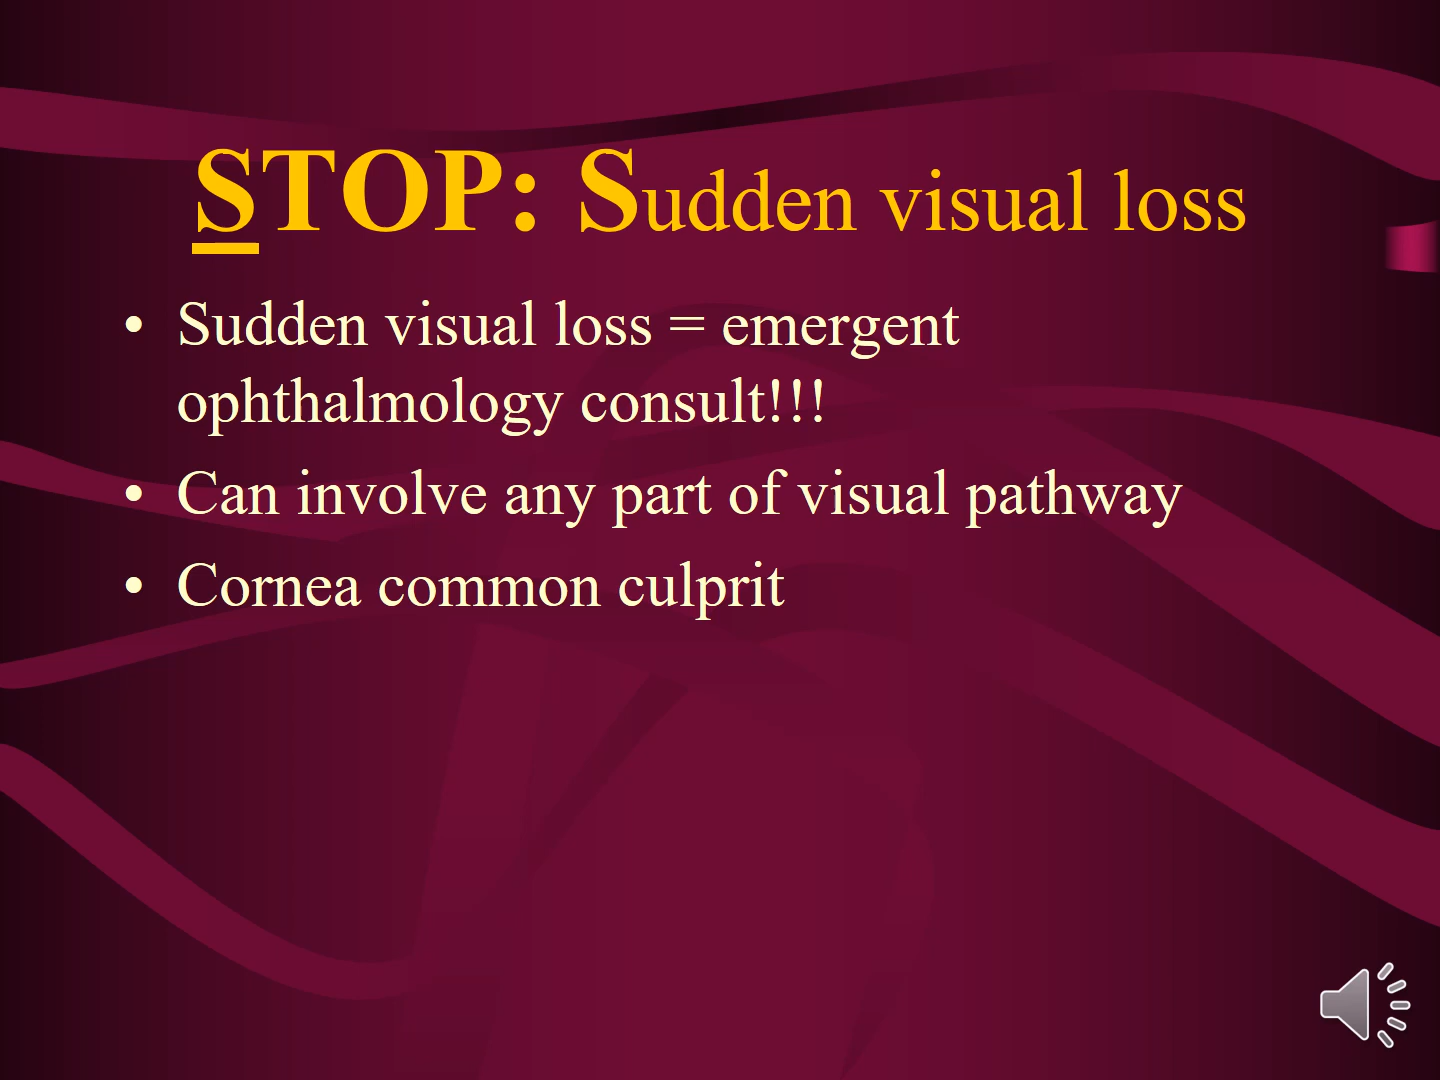 STOP: Sudden visual loss
• Sudden visual loss = emergent
ophthalmology consult!!!
• Can involve any part of visual pathway
• Cornea common culprit